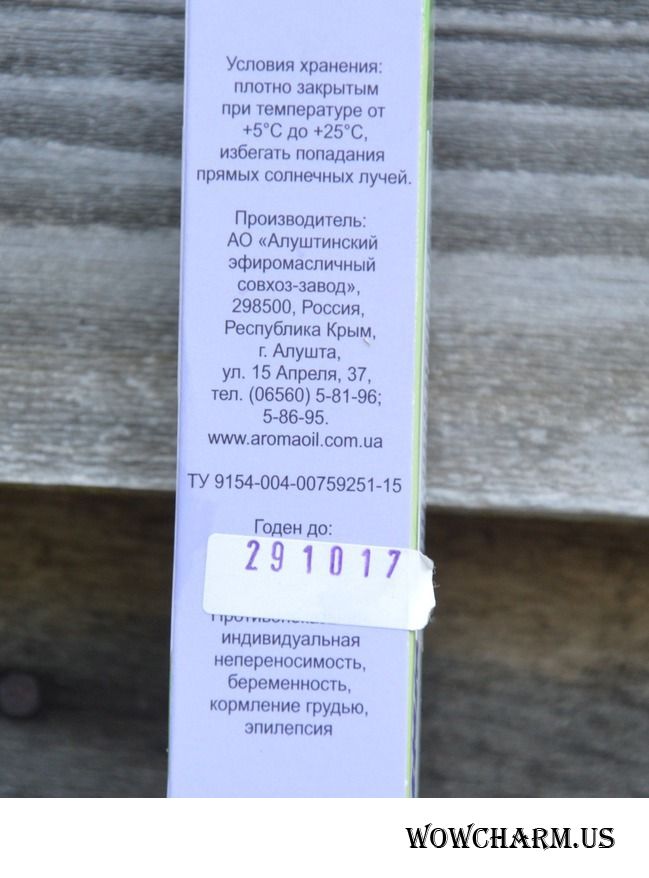 Условия хранения:
плотно закрытым
при температуре от
+5°С до +25°С,
избегать попадания
прямых солнечных лучей.
Производитель:
АО «Алуштинский
эфиромасличный
совхоз-завод»,
298500, Россия,
Республика Крым,
г. Алушта,
ул. 15 Апреля, 37,
тел. (06560) 5-81-96;
5-86-95.
www.aromaoil.com.ua
ТУ 9154-004-00759251-15
Годен до:
291017
индивидуальная
непереносимость,
беременность,
кормление грудью,
эпилепсия
WOWCHARM.US